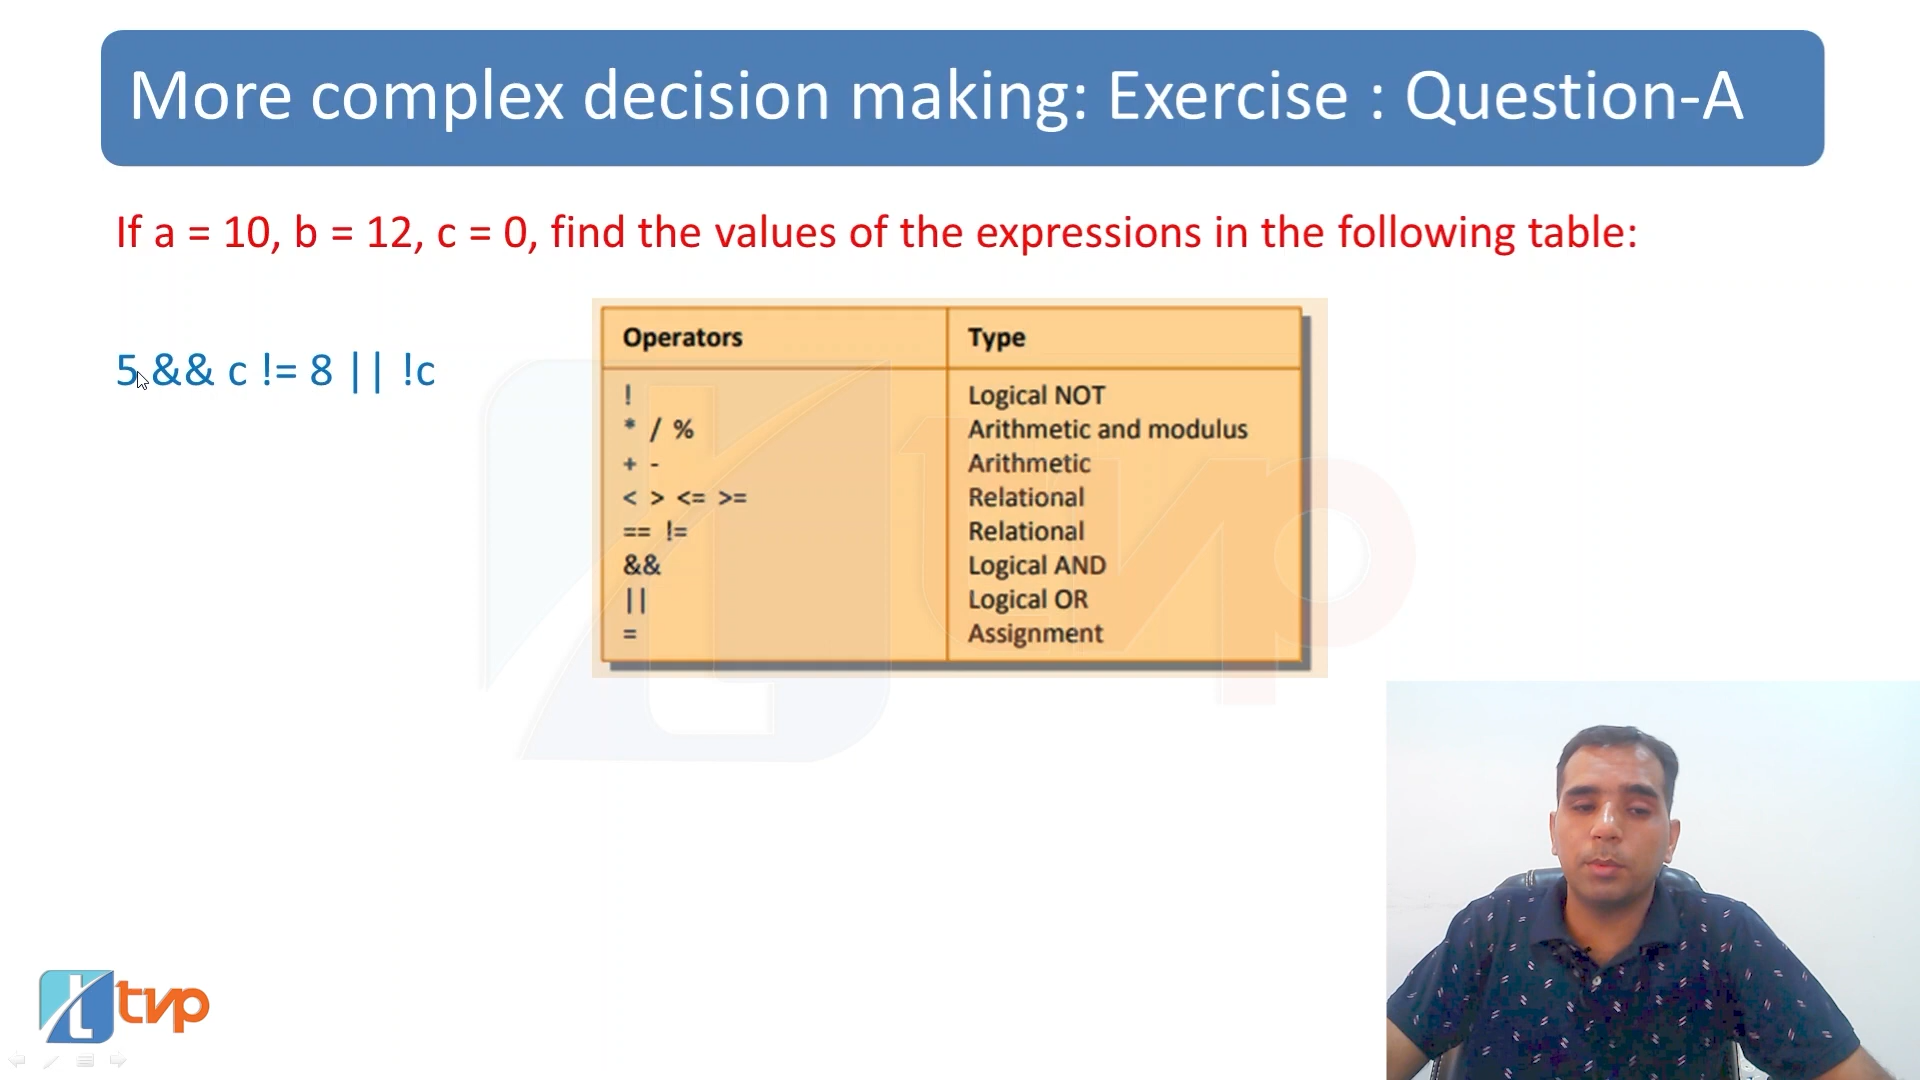 More complex decision making: Exercise : Question-A
If a = 10, b = 12, c = 0, find the values of the expressions in the following table:
5 && c != 8 || !c
Operators Type
! Logical NOT
* / % Arithmetic and modulus
+ - Arithmetic
< > <= >= Relational
== != Relational
&& Logical AND
|| Logical OR
= Assignment
tvp